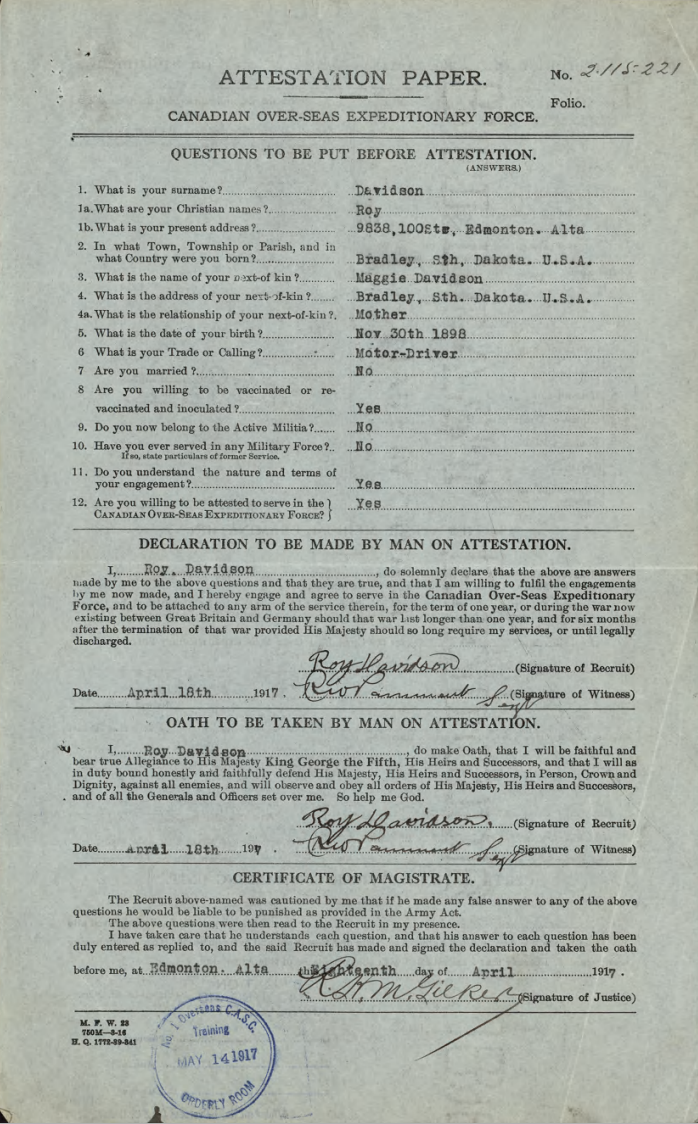 ATTESTATION PAPER.
No. 2-115-221
Folio.
CANADIAN OVER-SEAS EXPEDITIONARY FORCE.
QUESTIONS TO BE PUT BEFORE ATTESTATION.
(ANSWERS.)
1. What is your surname? Davidson
1a. What are your Christian names? Roy
1b. What is your present address? 9838, 100St., Edmonton. Alta
2. In what Town, Township or Parish, and in
what Country were you born? Bradley, Sth, Dakota. U.S.A.
3. What is the name of your next-of kin? Maggie Davidson
4. What is the address of your next-of-kin? Bradley, Sth. Dakota. U.S.A.
4a. What is the relationship of your next-of-kin? Mother
5. What is the date of your birth? Nov 30th 1898
6 What is your Trade or Calling? Motor-Driver
7 Are you married? No
8 Are you willing to be vaccinated or re-
vaccinated and inoculated? Yes
9. Do you now belong to the Active Militia? No
10. Have you ever served in any Military Force? No
If so, state particulars of former Service.
11. Do you understand the nature and terms of
your engagement? Yes
12. Are you willing to be attested to serve in the } Yes
CANADIAN OVER-SEAS EXPEDITIONARY FORCE? }
DECLARATION TO BE MADE BY MAN ON ATTESTATION.
I, Roy. Davidson, do solemnly declare that the above are answers
made by me to the above questions and that they are true, and that I am willing to fulfil the engagements
by me now made, and I hereby engage and agree to serve in the Canadian Over-Seas Expeditionary
Force, and to be attached to any arm of the service therein, for the term of one year, or during the war now
existing between Great Britain and Germany should that war last longer than one year, and for six months
after the termination of that war provided His Majesty should so long require my services, or until legally
discharged.
Roy Davidson (Signature of Recruit)
Date April 18th 1917. Segt (Signature of Witness)
OATH TO BE TAKEN BY MAN ON ATTESTATION.
I, Roy Davidson, do make Oath, that I will be faithful and
bear true Allegiance to His Majesty King George the Fifth, His Heirs and Successors, and that I will as
in duty bound honestly and faithfully defend His Majesty, His Heirs and Successors, in Person, Crown and
Dignity, against all enemies, and will observe and obey all orders of His Majesty, His Heirs and Successors,
and of all the Generals and Officers set over me. So help me God.
Roy Davidson. (Signature of Recruit)
Date April 18th 1917. Segt (Signature of Witness)
CERTIFICATE OF MAGISTRATE.
The Recruit above-named was cautioned by me that if he made any false answer to any of the above
questions he would be liable to be punished as provided in the Army Act.
The above questions were then read to the Recruit in my presence.
I have taken care that he understands each question, and that his answer to each question has been
duly entered as replied to, and the said Recruit has made and signed the declaration and taken the oath
before me, at Edmonton. Alta this Eighteenth day of April 1917.
(Signature of Justice)
M. F. W. 23
750M—3-16
H. Q. 1772-39-841
No. 1 Overseas C.A.S.C.
Training
MAY 14 1917
ORDERLY ROOM